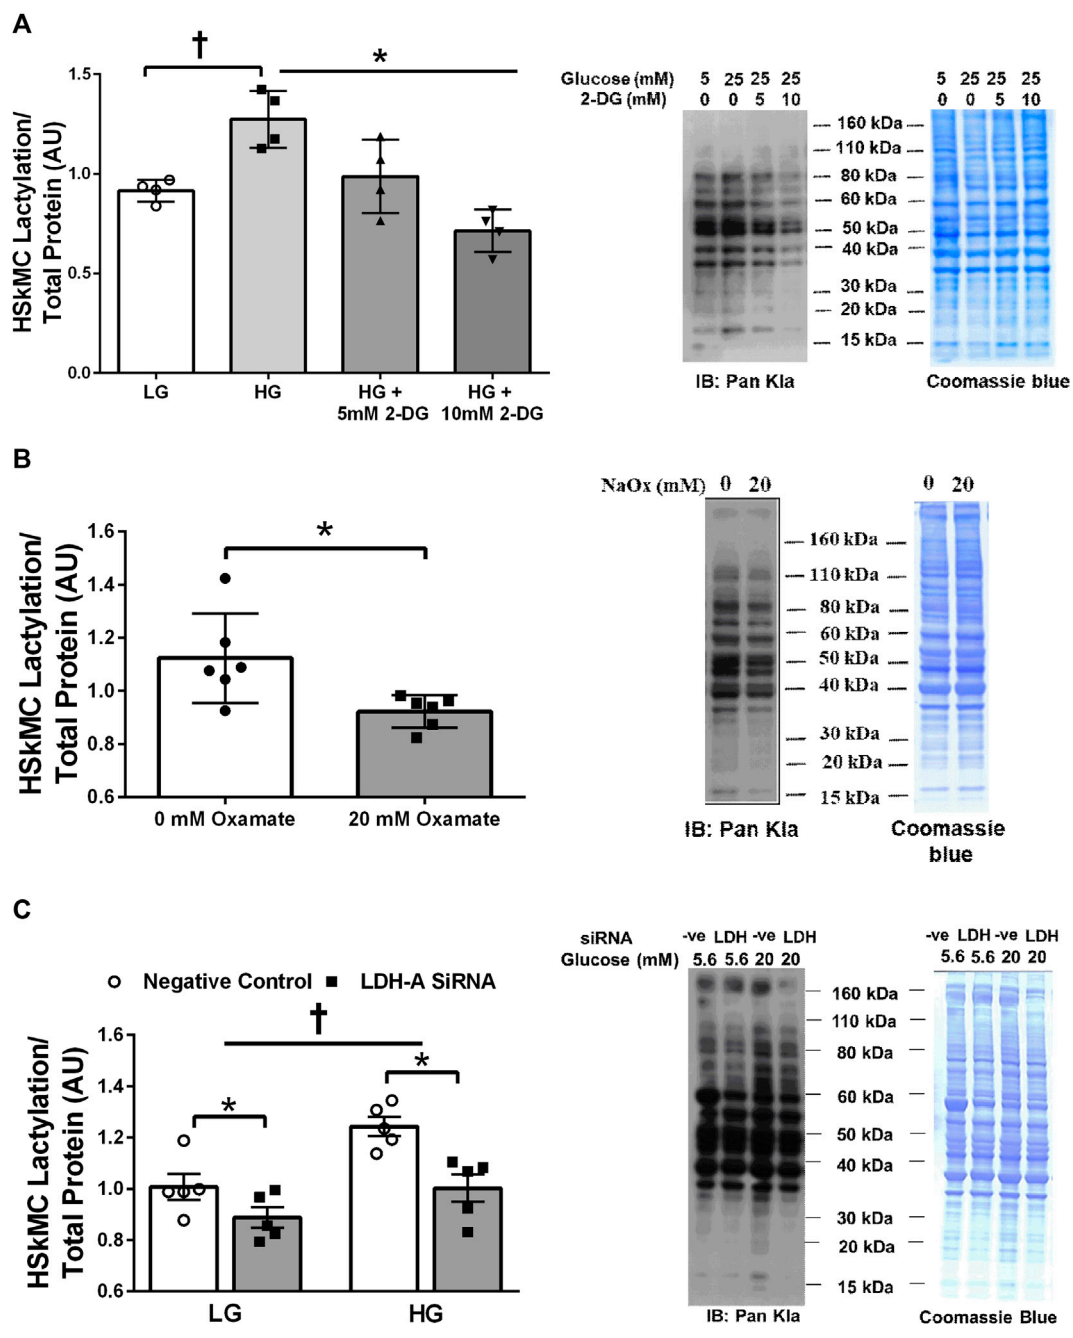 A
†
*
HSkMC Lactylation/
Total Protein (AU)
1.5
1.0
0.5
0.0
LG HG HG + HG +
5mM 2-DG 10mM 2-DG
Glucose (mM) 5 25 25 25 5 25 25 25
2-DG (mM) 0 0 5 10 0 0 5 10
160 kDa
110 kDa
80 kDa
60 kDa
50 kDa
40 kDa
30 kDa
20 kDa
15 kDa
IB: Pan Kla Coomassie blue
B
*
HSkMC Lactylation/
Total Protein (AU)
1.6
1.4
1.2
1.0
0.8
0.6
0 mM Oxamate 20 mM Oxamate
NaOx (mM) 0 20 0 20
160 kDa
110 kDa
80 kDa
60 kDa
50 kDa
40 kDa
30 kDa
20 kDa
15 kDa
IB: Pan Kla Coomassie
blue
C
Negative Control LDH-A SiRNA
†
* *
HSkMC Lactylation/
Total Protein (AU)
1.6
1.4
1.2
1.0
0.8
0.6
LG HG
siRNA -ve LDH -ve LDH -ve LDH -ve LDH
Glucose (mM) 5.6 5.6 20 20 5.6 5.6 20 20
160 kDa
110 kDa
80 kDa
60 kDa
50 kDa
40 kDa
30 kDa
20 kDa
15 kDa
IB: Pan Kla Coomassie Blue